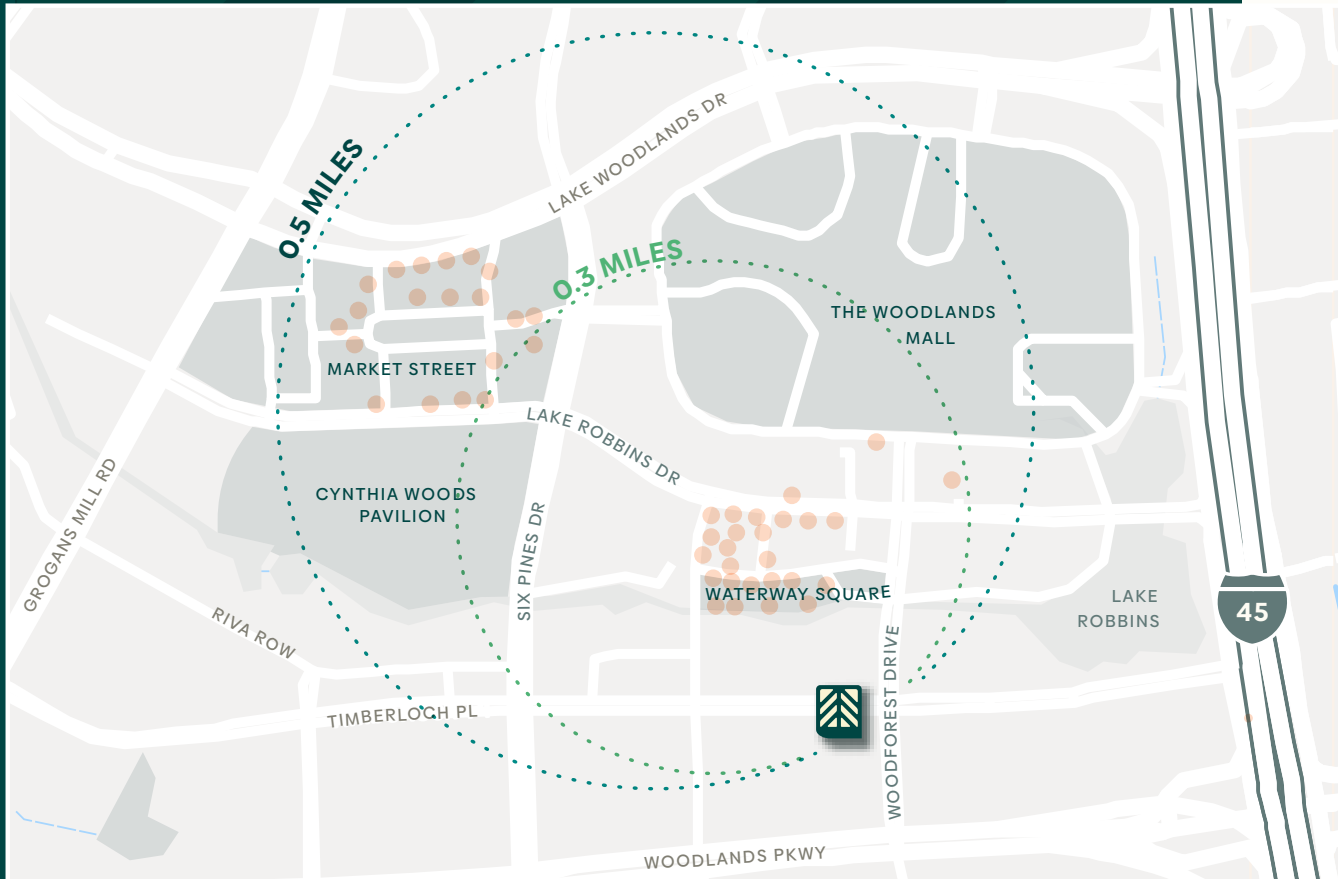 LAKE WOODLANDS DR
0.5 MILES
0.3 MILES
THE WOODLANDS
MALL
MARKET STREET
LAKE ROBBINS DR
CYNTHIA WOODS
PAVILION
GROGANS MILL RD
SIX PINES DR
WATERWAY SQUARE
LAKE
ROBBINS
45
RIVA ROW
TIMBERLOCH PL
WOODFOREST DRIVE
WOODLANDS PKWY